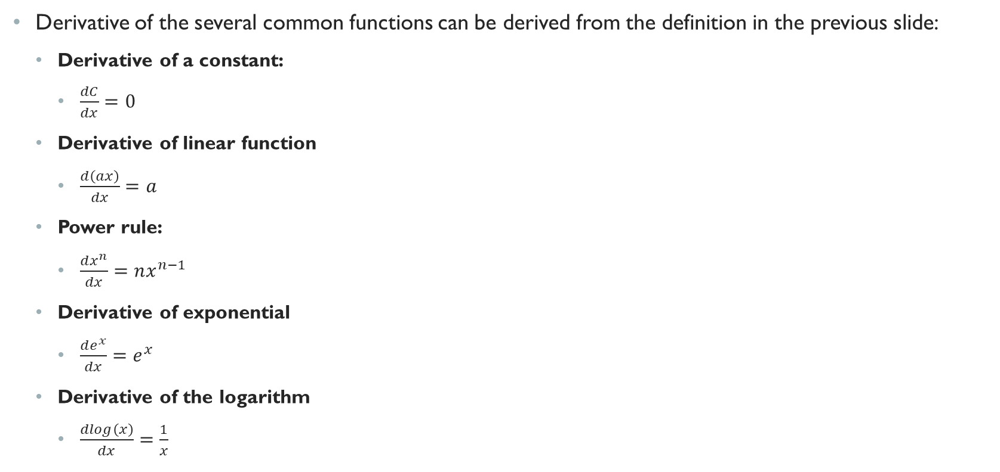 • Derivative of the several common functions can be derived from the definition in the previous slide:
• Derivative of a constant:
• \frac{dC}{dx} = 0
• Derivative of linear function
• \frac{d(ax)}{dx} = a
• Power rule:
• \frac{dx^n}{dx} = nx^{n-1}
• Derivative of exponential
• \frac{de^x}{dx} = e^x
• Derivative of the logarithm
• \frac{dlog(x)}{dx} = \frac{1}{x}